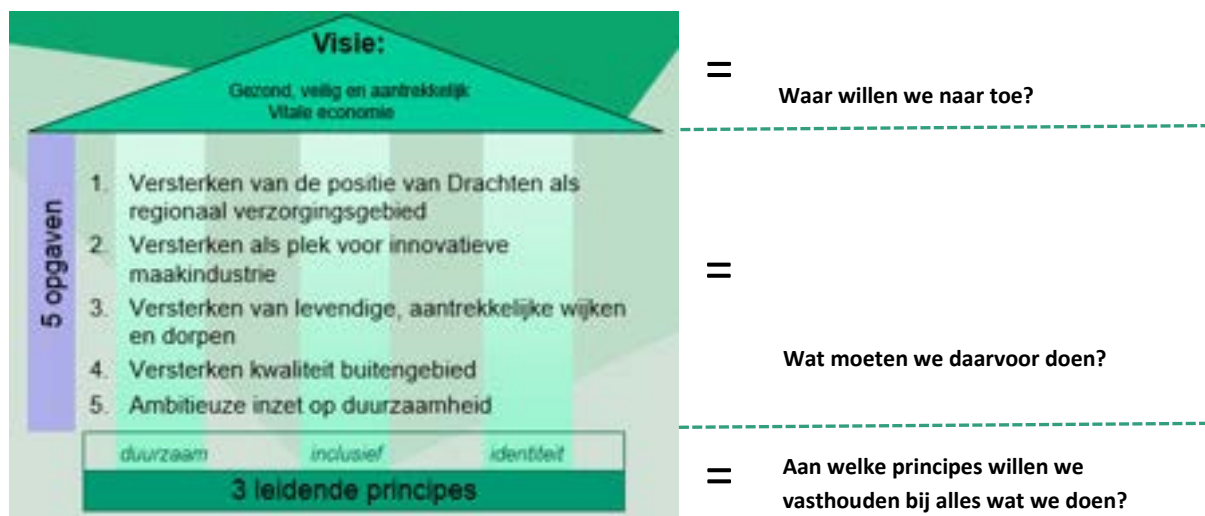 Visie:
Gezond, veilig en aantrekkelijk
Vitale economie
=
Waar willen we naar toe?
5 opgaven
1. Versterken van de positie van Drachten als
regionaal verzorgingsgebied
2. Versterken als plek voor innovatieve
maakindustrie
3. Versterken van levendige, aantrekkelijke wijken
en dorpen
4. Versterken kwaliteit buitengebied
5. Ambitieuze inzet op duurzaamheid
=
Wat moeten we daarvoor doen?
duurzaam inclusief identiteit
3 leidende principes
=
Aan welke principes willen we
vasthouden bij alles wat we doen?